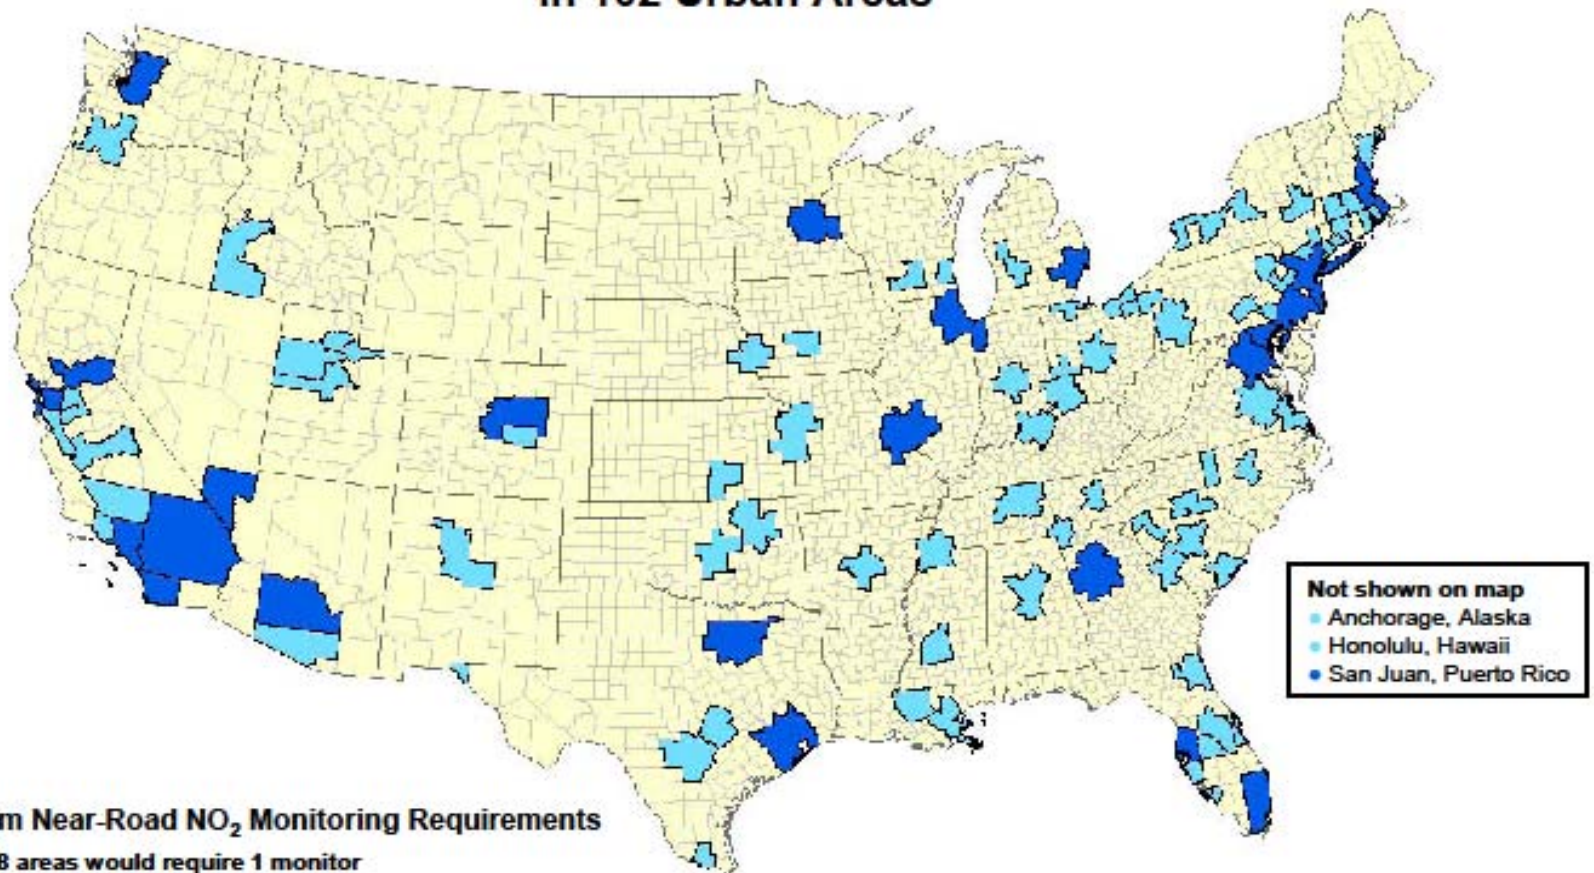 in 102 Urban Areas
Not shown on map
Anchorage, Alaska
Honolulu, Hawaii
San Juan, Puerto Rico
m Near-Road NO₂ Monitoring Requirements
8 areas would require 1 monitor